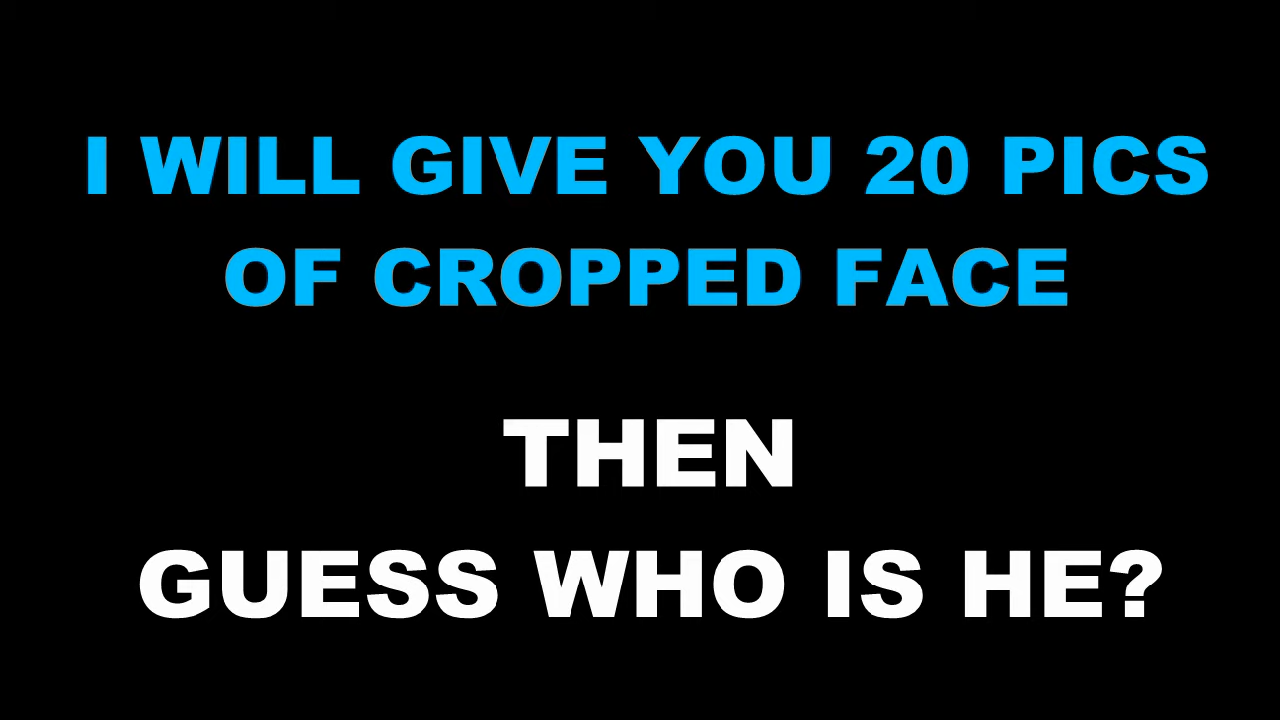 I WILL GIVE YOU 20 PICS
OF CROPPED FACE
THEN
GUESS WHO IS HE?